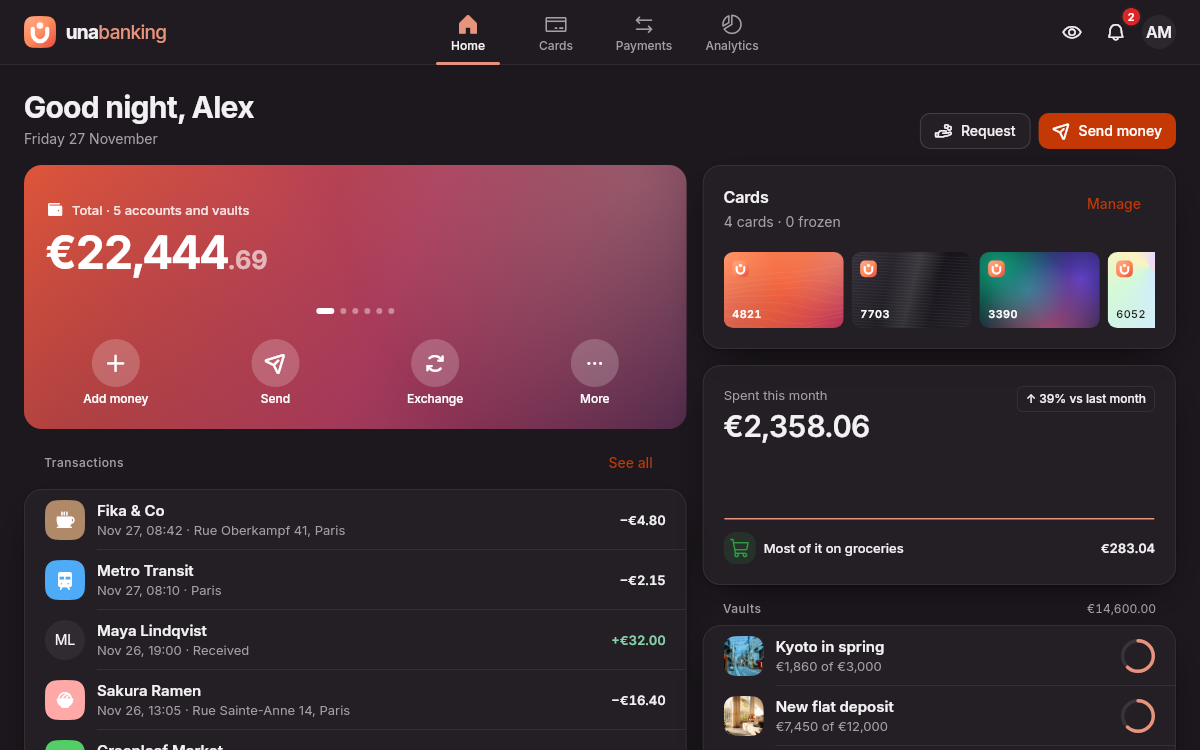 unabanking
Home
Cards
Payments
Analytics
2
AM
Good night, Alex
Friday 27 November
Request
Send money
Total · 5 accounts and vaults
€22,444.69
Add money
Send
Exchange
More
Cards
4 cards · 0 frozen
Manage
4821
7703
3390
6052
Spent this month
↑ 39% vs last month
€2,358.06
Most of it on groceries
€283.04
Transactions
See all
Fika & Co
Nov 27, 08:42 · Rue Oberkampf 41, Paris
−€4.80
Metro Transit
Nov 27, 08:10 · Paris
−€2.15
ML
Maya Lindqvist
Nov 26, 19:00 · Received
+€32.00
Sakura Ramen
Nov 26, 13:05 · Rue Sainte-Anne 14, Paris
−€16.40
Greenleaf Market
Vaults
€14,600.00
Kyoto in spring
€1,860 of €3,000
New flat deposit
€7,450 of €12,000